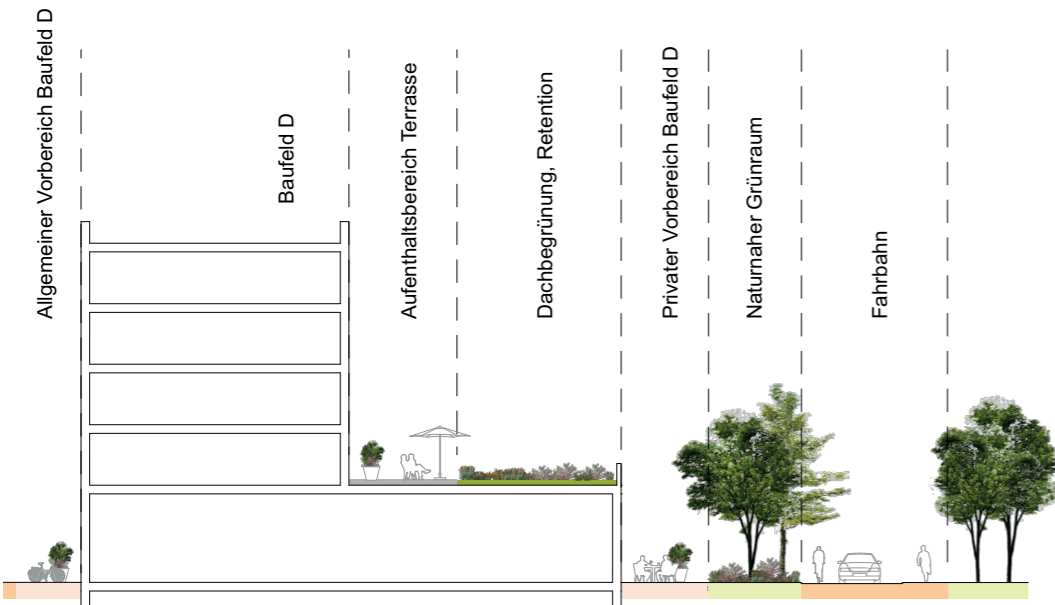 Allgemeiner Vorbereich Baufeld D
Baufeld D
Aufenthaltsbereich Terrasse
Dachbegrünung, Retention
Privater Vorbereich Baufeld D
Naturnaher Grünraum
Fahrbahn